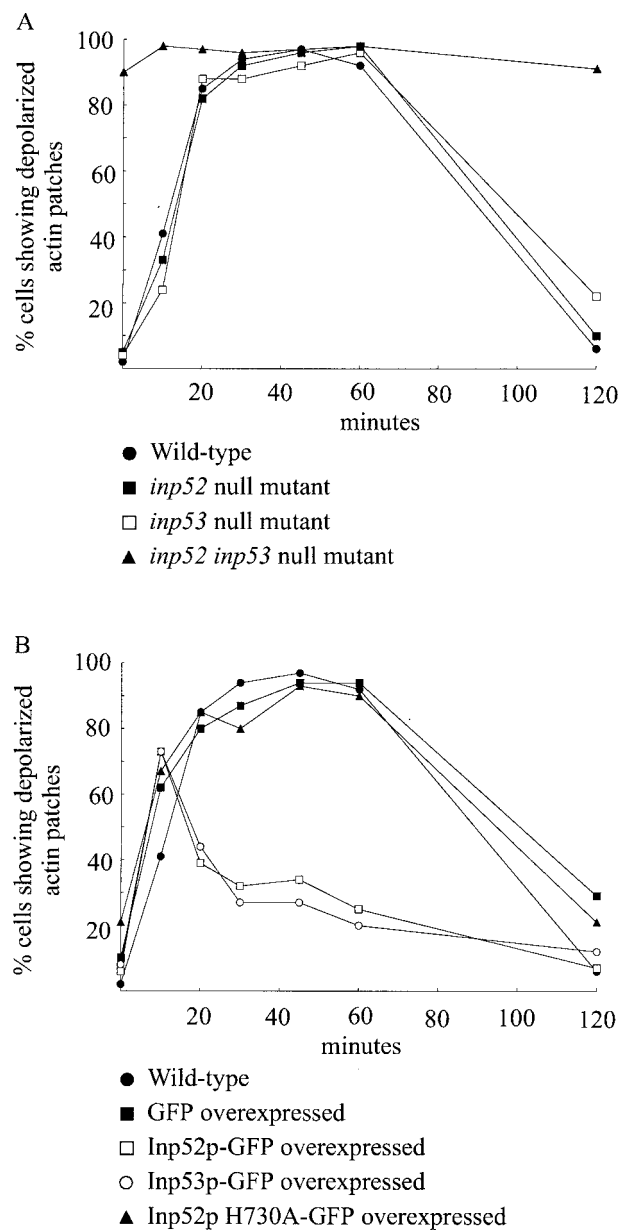 A
% cells showing depolarized
actin patches
100
80
60
40
20
20 40 60 80 100 120
minutes
● Wild-type
■ inp52 null mutant
□ inp53 null mutant
▲ inp52 inp53 null mutant
B
% cells showing depolarized
actin patches
100
80
60
40
20
20 40 60 80 100 120
minutes
● Wild-type
■ GFP overexpressed
□ Inp52p-GFP overexpressed
○ Inp53p-GFP overexpressed
▲ Inp52p H730A-GFP overexpressed